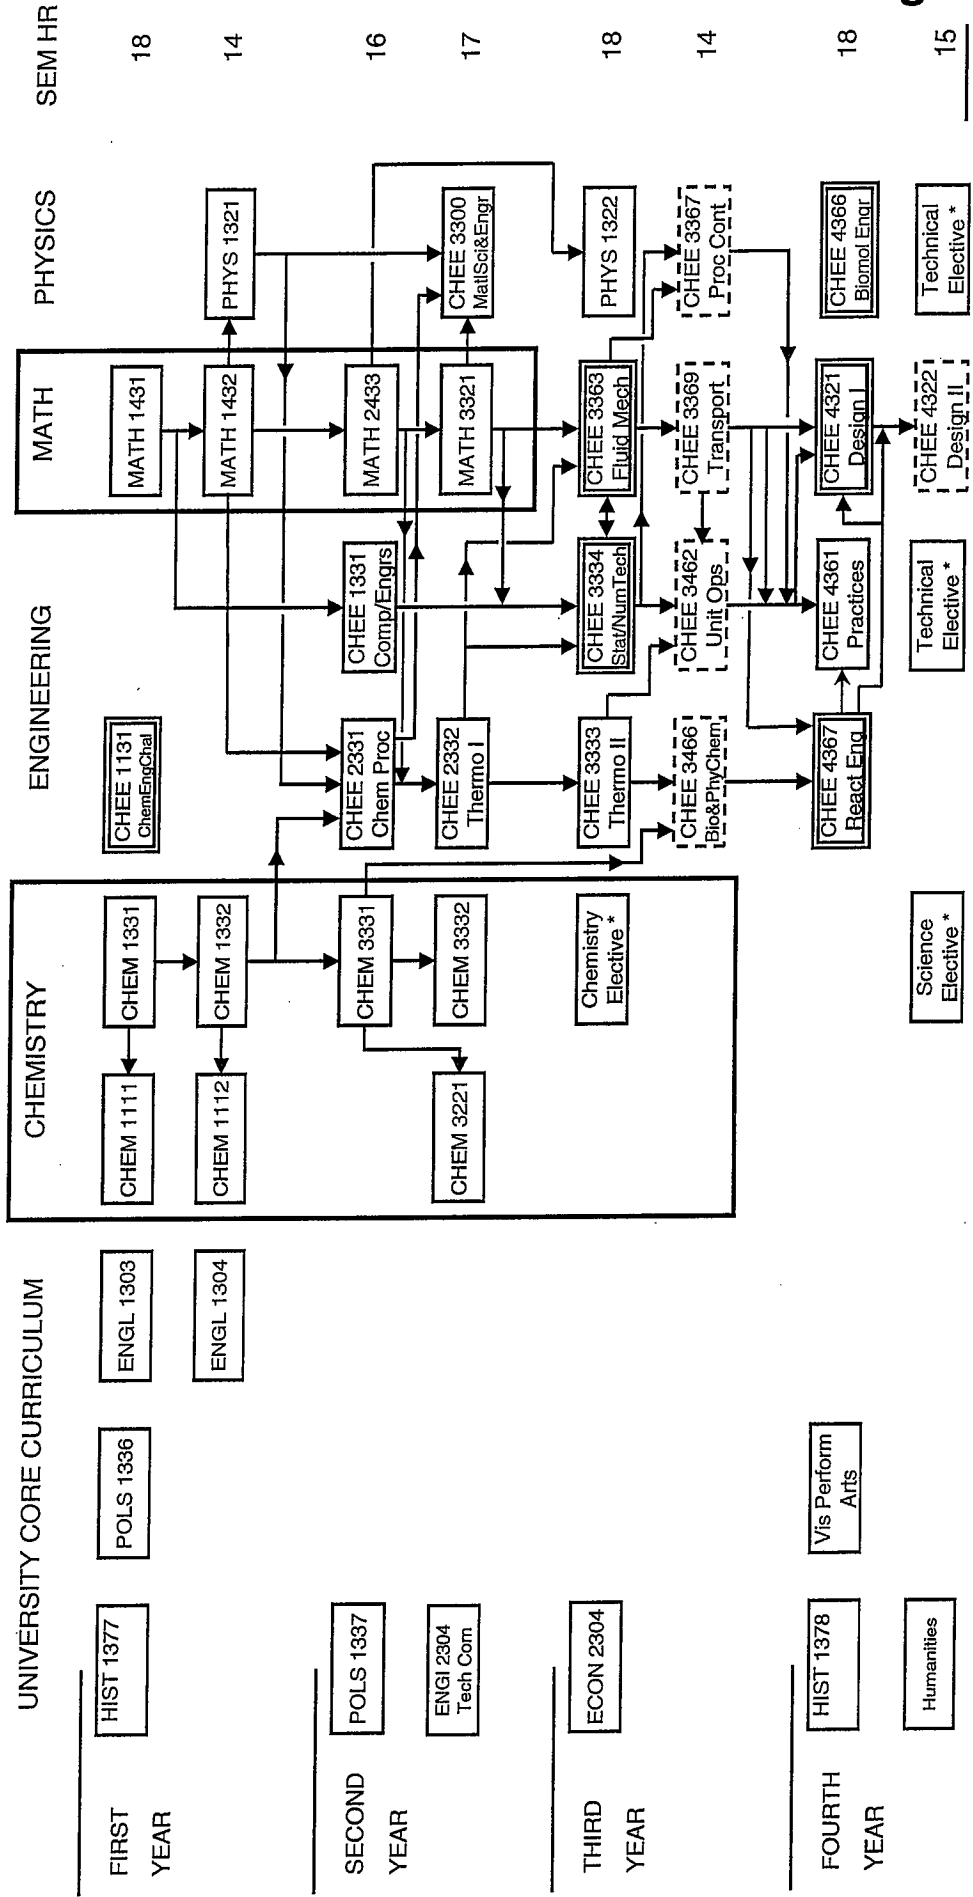 UNIVERSITY CORE CURRICULUM
CHEMISTRY
ENGINEERING
MATH
PHYSICS
SEM HR
FIRST
YEAR
HIST 1377
POLS 1336
ENGL 1303
CHEM 1111
CHEM 1331
CHEE 1131
ChemEngChal
MATH 1431
18
ENGL 1304
CHEM 1112
CHEM 1332
MATH 1432
PHYS 1321
14
SECOND
YEAR
POLS 1337
CHEM 3331
CHEE 2331
Chem Proc
CHEE 1331
Comp/Engrs
MATH 2433
16
ENGI 2304
Tech Com
CHEM 3221
CHEM 3332
CHEE 2332
Thermo I
MATH 3321
CHEE 3300
MatlSci&Engr
17
THIRD
YEAR
ECON 2304
Chemistry
Elective *
CHEE 3333
Thermo II
CHEE 3334
Stat/NumTech
CHEE 3363
Fluid Mech
PHYS 1322
18
CHEE 3466
Bio&PhyChem
CHEE 3462
Unit Ops
CHEE 3369
Transport
CHEE 3367
Proc Cont
14
FOURTH
YEAR
HIST 1378
Vis Perform
Arts
CHEE 4367
React Eng
CHEE 4361
Practices
CHEE 4321
Design I
CHEE 4366
Biomol Engr
18
Humanities
Science
Elective *
Technical
Elective *
CHEE 4322
Design II
Technical
Elective *
15